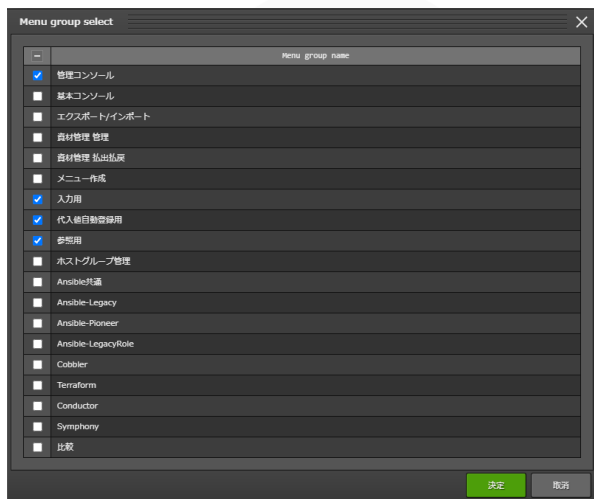 Menu group select
Menu group name
管理コンソール
基本コンソール
エクスポート/インポート
資材管理 管理
資材管理 払出払戻
メニュー作成
入力用
代入値自動登録用
参照用
ホストグループ管理
Ansible共通
Ansible-Legacy
Ansible-Pioneer
Ansible-LegacyRole
Cobbler
Terraform
Conductor
Symphony
比較
決定 取消